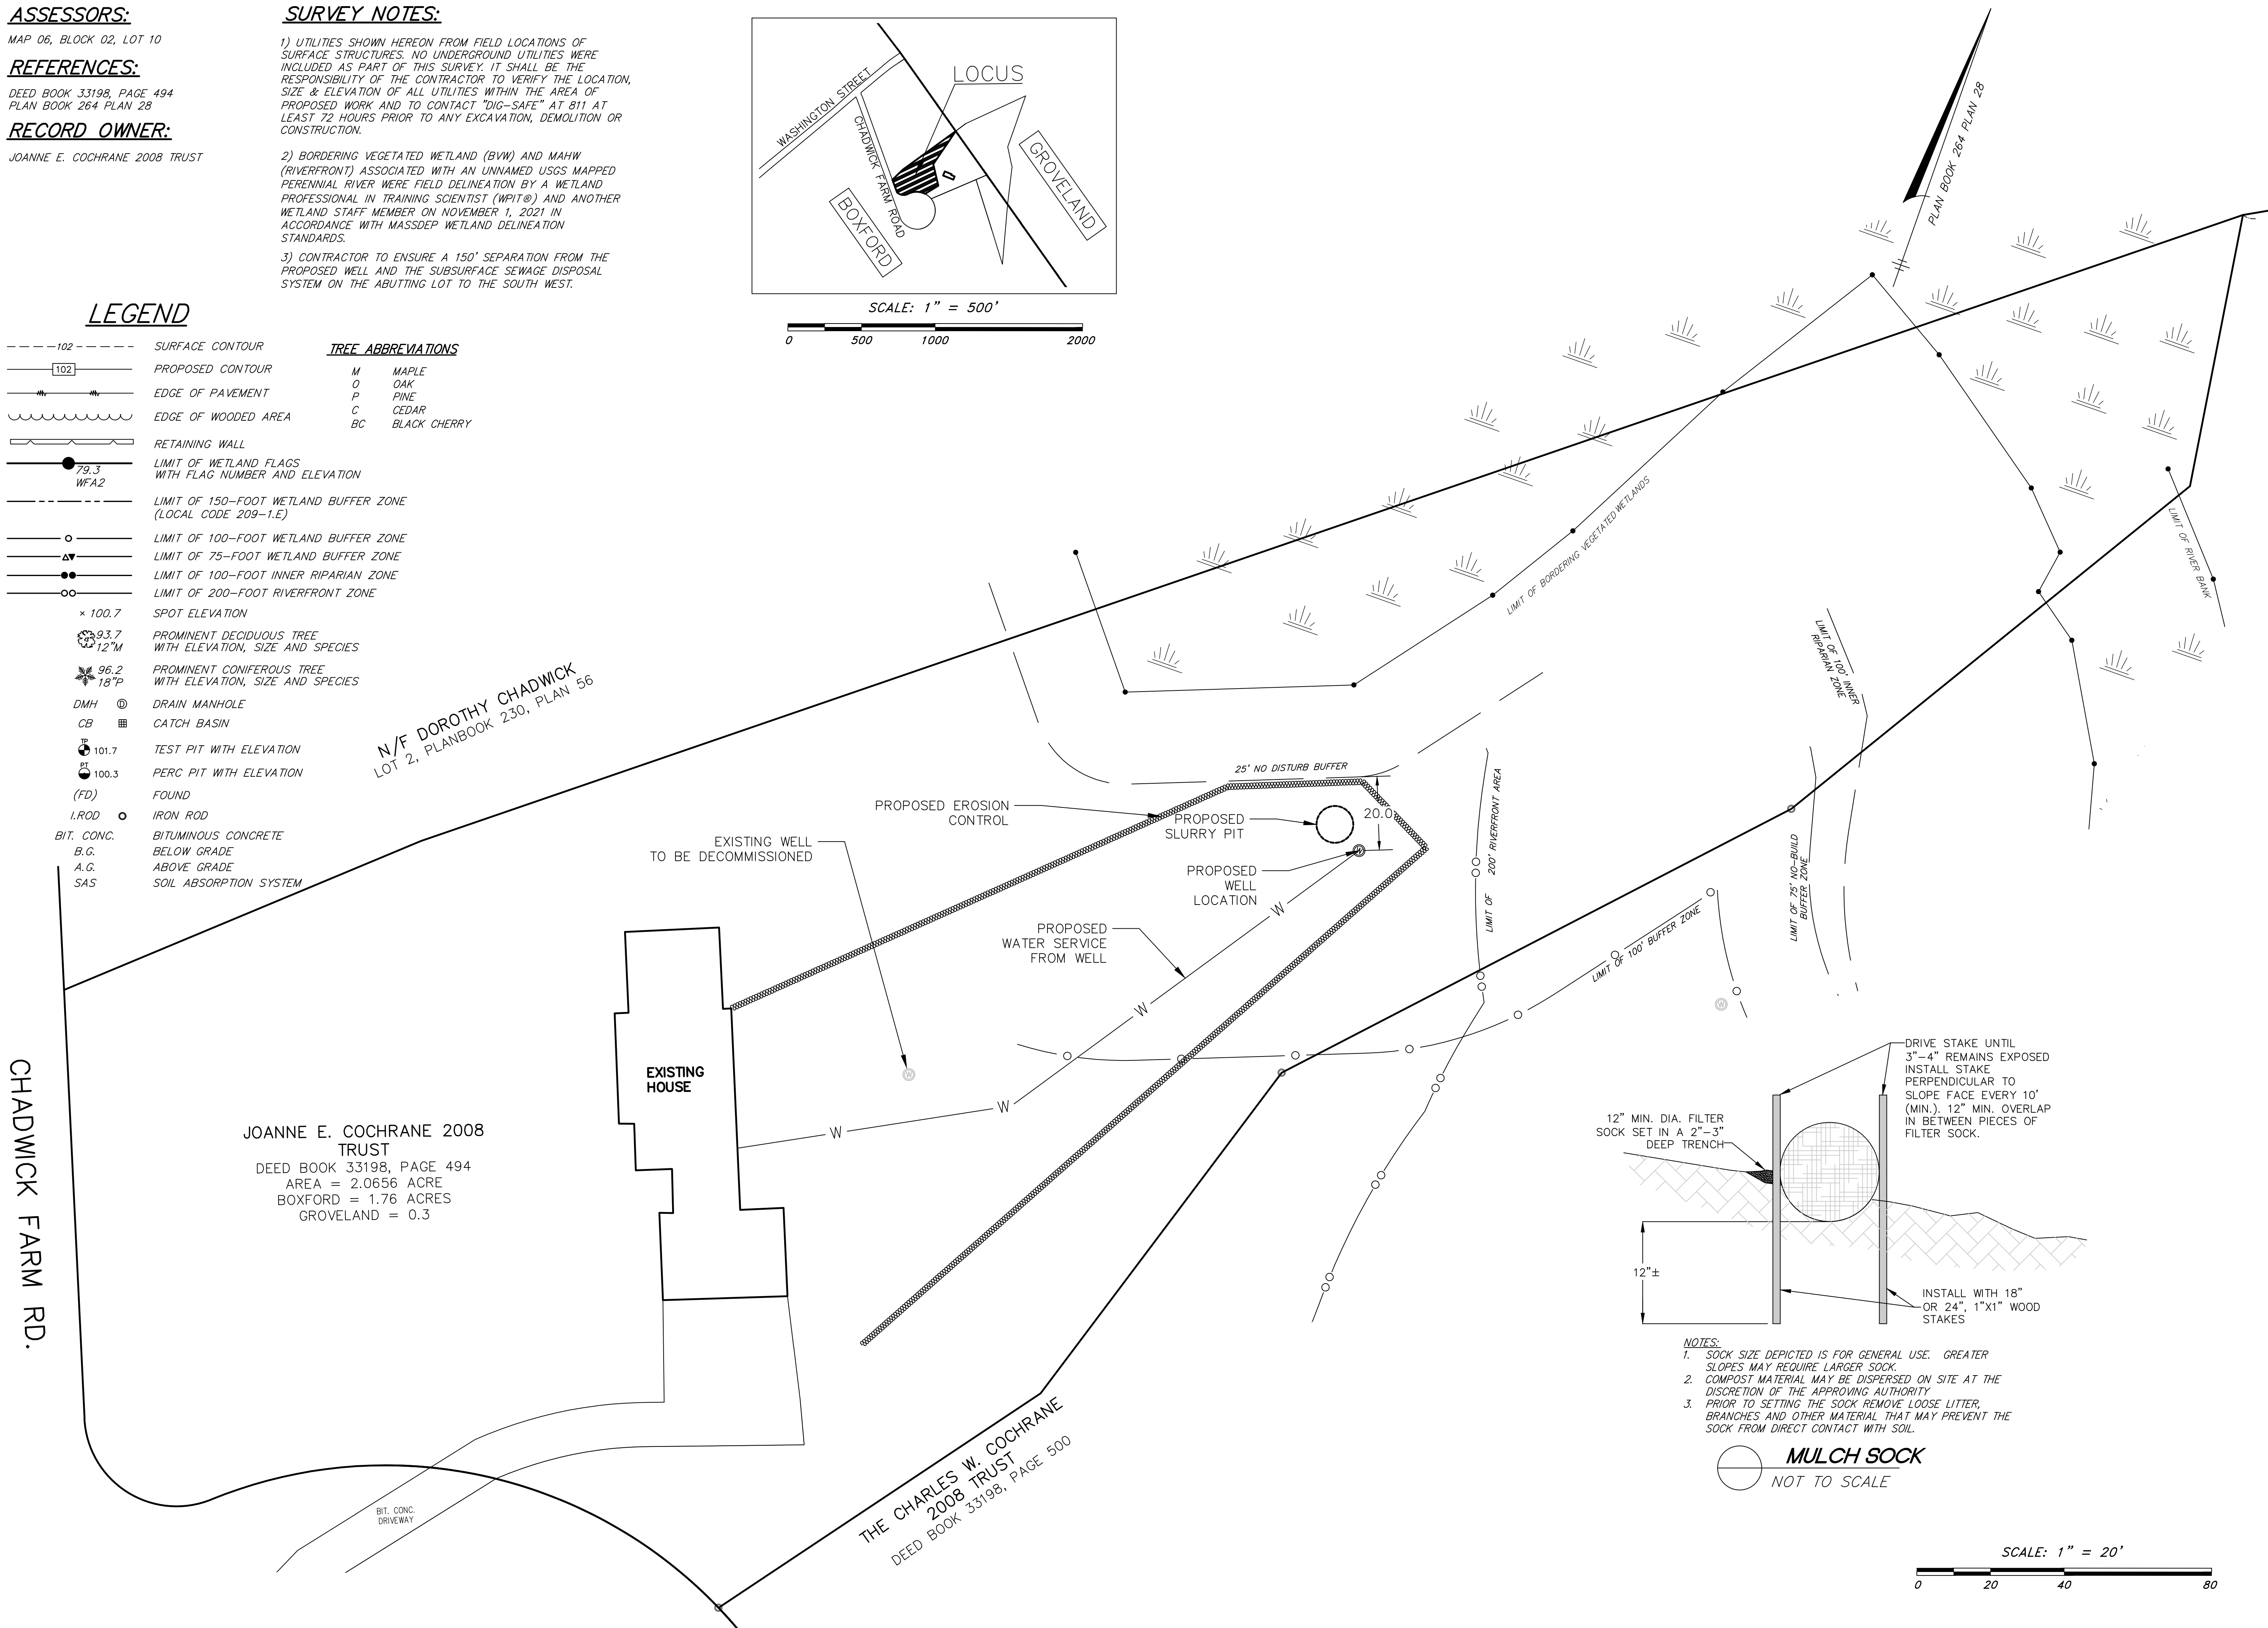 ASSESSORS:
MAP 06, BLOCK 02, LOT 10
REFERENCES:
DEED BOOK 33198, PAGE 494
PLAN BOOK 264 PLAN 28
RECORD OWNER:
JOANNE E. COCHRANE 2008 TRUST
SURVEY NOTES:
1) UTILITIES SHOWN HEREON FROM FIELD LOCATIONS OF
SURFACE STRUCTURES. NO UNDERGROUND UTILITIES WERE
INCLUDED AS PART OF THIS SURVEY. IT SHALL BE THE
RESPONSIBILITY OF THE CONTRACTOR TO VERIFY THE LOCATION,
SIZE & ELEVATION OF ALL UTILITIES WITHIN THE AREA OF
PROPOSED WORK AND TO CONTACT "DIG-SAFE" AT 811 AT
LEAST 72 HOURS PRIOR TO ANY EXCAVATION, DEMOLITION OR
CONSTRUCTION.
2) BORDERING VEGETATED WETLAND (BVW) AND MAHW
(RIVERFRONT) ASSOCIATED WITH AN UNNAMED USGS MAPPED
PERENNIAL RIVER WERE FIELD DELINEATION BY A WETLAND
PROFESSIONAL IN TRAINING SCIENTIST (WPIT®) AND ANOTHER
WETLAND STAFF MEMBER ON NOVEMBER 1, 2021 IN
ACCORDANCE WITH MASSDEP WETLAND DELINEATION
STANDARDS.
3) CONTRACTOR TO ENSURE A 150' SEPARATION FROM THE
PROPOSED WELL AND THE SUBSURFACE SEWAGE DISPOSAL
SYSTEM ON THE ABUTTING LOT TO THE SOUTH WEST.
WASHINGTON STREET
CHADWICK FARM ROAD
LOCUS
BOXFORD
GROVELAND
SCALE: 1" = 500'
0 500 1000 2000
PLAN BOOK 264 PLAN 28
LEGEND
102 SURFACE CONTOUR
102 PROPOSED CONTOUR
EDGE OF PAVEMENT
EDGE OF WOODED AREA
RETAINING WALL
79.3
WFA2
LIMIT OF WETLAND FLAGS
WITH FLAG NUMBER AND ELEVATION
LIMIT OF 150-FOOT WETLAND BUFFER ZONE
(LOCAL CODE 209-1.E)
LIMIT OF 100-FOOT WETLAND BUFFER ZONE
LIMIT OF 75-FOOT WETLAND BUFFER ZONE
LIMIT OF 100-FOOT INNER RIPARIAN ZONE
LIMIT OF 200-FOOT RIVERFRONT ZONE
× 100.7 SPOT ELEVATION
93.7 PROMINENT DECIDUOUS TREE
12"M WITH ELEVATION, SIZE AND SPECIES
96.2 PROMINENT CONIFEROUS TREE
18"P WITH ELEVATION, SIZE AND SPECIES
DMH D DRAIN MANHOLE
CB CATCH BASIN
TP 101.7 TEST PIT WITH ELEVATION
PT 100.3 PERC PIT WITH ELEVATION
(FD) FOUND
I.ROD IRON ROD
BIT. CONC. BITUMINOUS CONCRETE
B.G. BELOW GRADE
A.G. ABOVE GRADE
SAS SOIL ABSORPTION SYSTEM
TREE ABBREVIATIONS
M MAPLE
O OAK
P PINE
C CEDAR
BC BLACK CHERRY
N/F DOROTHY CHADWICK
LOT 2, PLANBOOK 230, PLAN 56
LIMIT OF BORDERING VEGETATED WETLANDS
LIMIT OF RIVER BANK
LIMIT OF 100' INNER
RIPARIAN ZONE
25' NO DISTURB BUFFER
PROPOSED EROSION
CONTROL
PROPOSED
SLURRY PIT
20.0
EXISTING WELL
TO BE DECOMMISSIONED
PROPOSED
WELL
LOCATION
PROPOSED
WATER SERVICE
FROM WELL
W
W
W
W
W
W
W
LIMIT OF 200' RIVERFRONT AREA
LIMIT OF 75' NO-BUILD
BUFFER ZONE
LIMIT OF 100' BUFFER ZONE
EXISTING
HOUSE
JOANNE E. COCHRANE 2008
TRUST
DEED BOOK 33198, PAGE 494
AREA = 2.0656 ACRE
BOXFORD = 1.76 ACRES
GROVELAND = 0.3
CHADWICK FARM RD.
BIT. CONC.
DRIVEWAY
THE CHARLES W. COCHRANE
2008 TRUST
DEED BOOK 33198, PAGE 500
DRIVE STAKE UNTIL
3"-4" REMAINS EXPOSED
INSTALL STAKE
PERPENDICULAR TO
SLOPE FACE EVERY 10'
(MIN.). 12" MIN. OVERLAP
IN BETWEEN PIECES OF
FILTER SOCK.
12" MIN. DIA. FILTER
SOCK SET IN A 2"-3"
DEEP TRENCH
12"±
INSTALL WITH 18"
OR 24", 1"X1" WOOD
STAKES
NOTES:
1. SOCK SIZE DEPICTED IS FOR GENERAL USE. GREATER
SLOPES MAY REQUIRE LARGER SOCK.
2. COMPOST MATERIAL MAY BE DISPERSED ON SITE AT THE
DISCRETION OF THE APPROVING AUTHORITY
3. PRIOR TO SETTING THE SOCK REMOVE LOOSE LITTER,
BRANCHES AND OTHER MATERIAL THAT MAY PREVENT THE
SOCK FROM DIRECT CONTACT WITH SOIL.
MULCH SOCK
NOT TO SCALE
SCALE: 1" = 20'
0 20 40 80